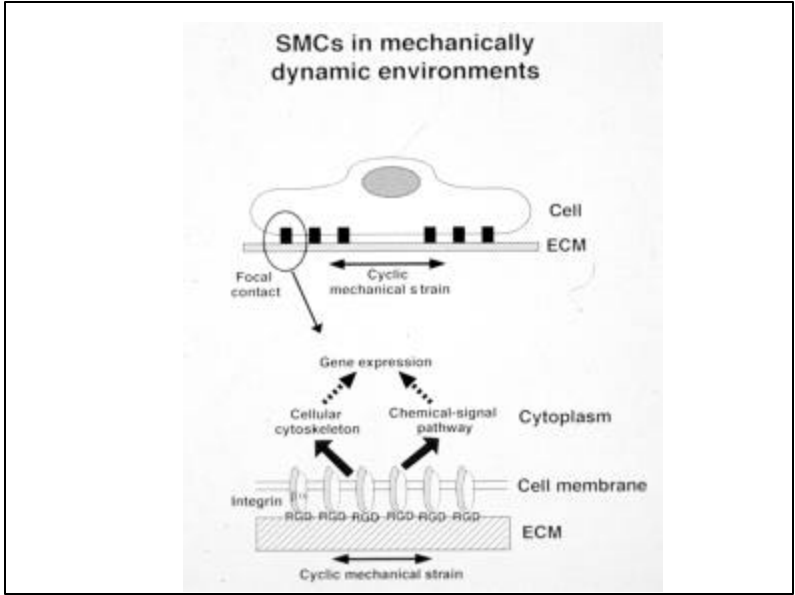 SMCs in mechanically
dynamic environments
Cell
ECM
Focal
contact
Cyclic
mechanical strain
Gene expression
Cellular
cytoskeleton
Chemical-signal
pathway
Cytoplasm
Cell membrane
Integrin
RGD RGD RGD RGD RGD RGD
ECM
Cyclic mechanical strain